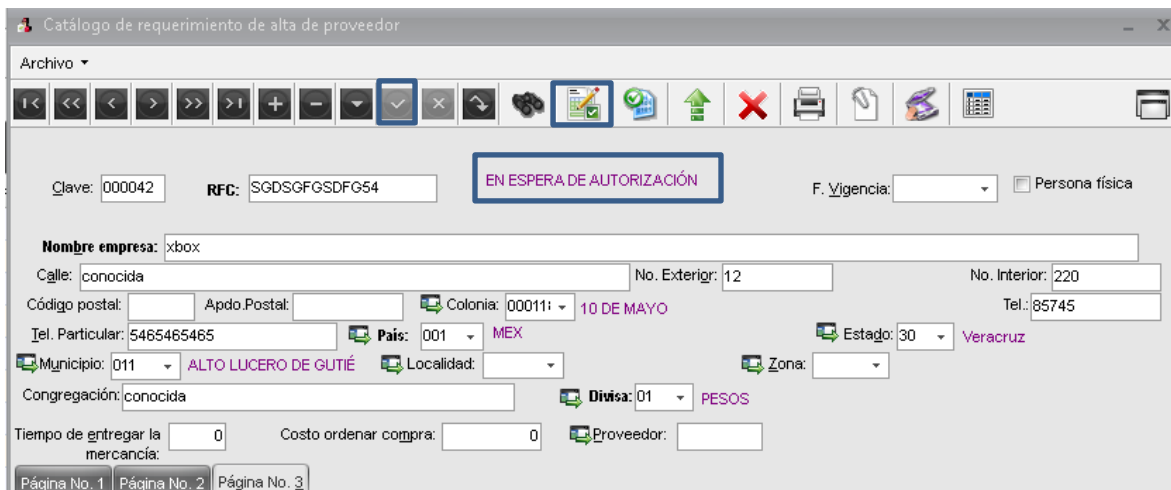 Catálogo de requerimiento de alta de proveedor
Archivo
Clave: 000042 RFC: SGDSGFGSDFG54 EN ESPERA DE AUTORIZACIÓN F. Vigencia: Persona física
Nombre empresa: xbox
Calle: conocida No. Exterior: 12 No. Interior: 220
Código postal: Apdo.Postal: Colonia: 00011 10 DE MAYO Tel.: 85745
Tel. Particular: 5465465465 País: 001 MEX Estado: 30 Veracruz
Municipio: 011 ALTO LUCERO DE GUTIÉ Localidad: Zona:
Congregación: conocida Divisa: 01 PESOS
Tiempo de entregar la mercancía: 0 Costo ordenar compra: 0 Proveedor:
Página No. 1 Página No. 2 Página No. 3